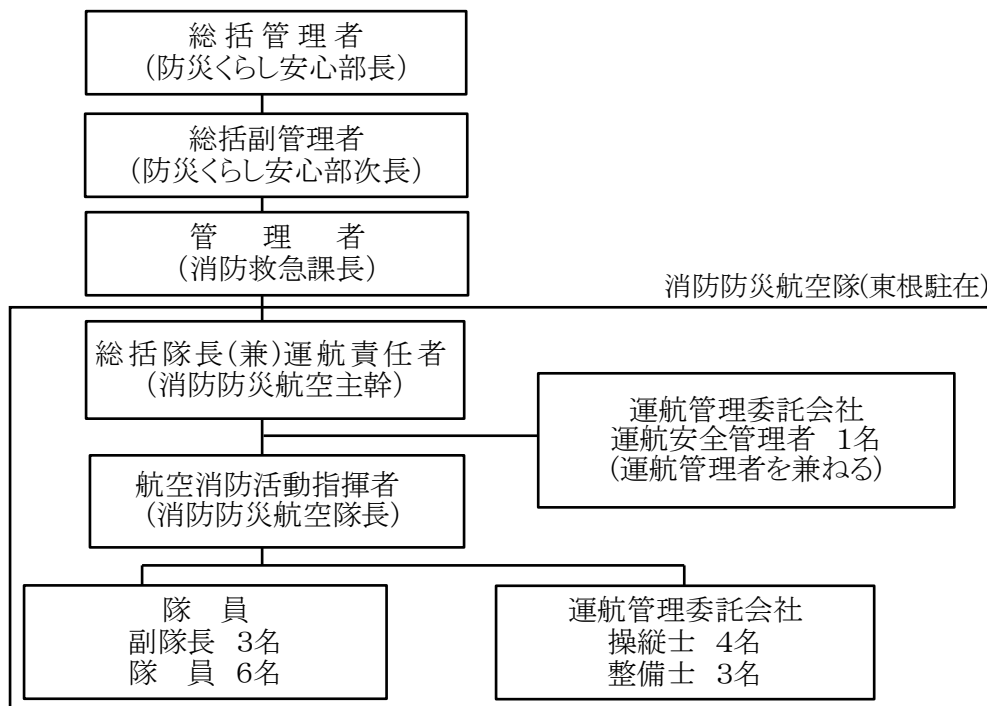 総括管理者
(防災くらし安心部長)
総括副管理者
(防災くらし安心部次長)
管　理　者
(消防救急課長)
消防防災航空隊(東根駐在)
総括隊長(兼)運航責任者
(消防防災航空主幹)
運航管理委託会社
運航安全管理者　1名
(運航管理者を兼ねる)
航空消防活動指揮者
(消防防災航空隊長)
隊　員
副隊長　3名
隊　員　6名
運航管理委託会社
操縦士　4名
整備士　3名